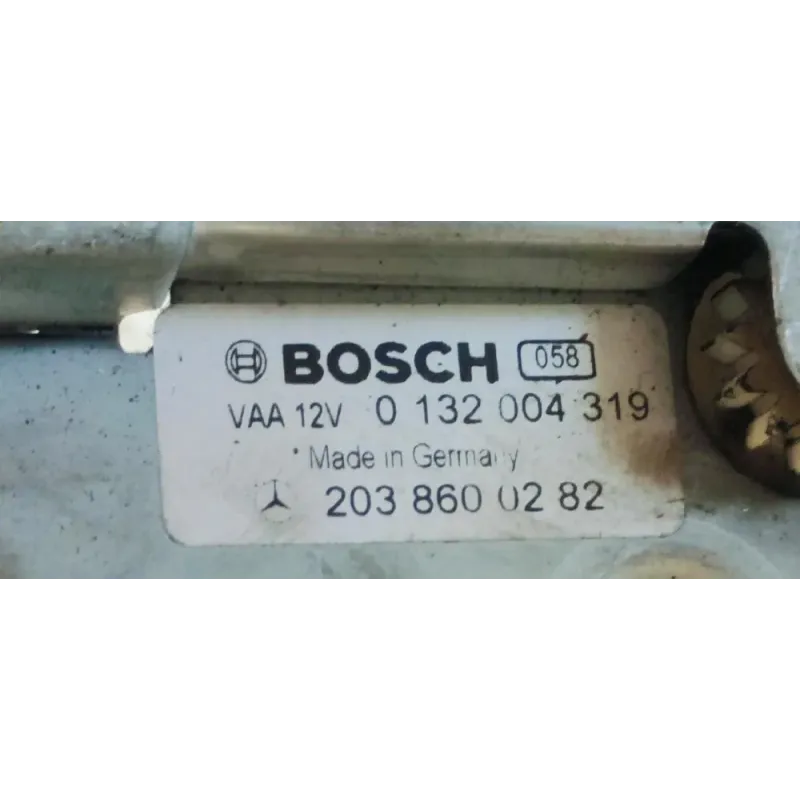 BOSCH 058
VAA 12V 0 132 004 319
Made in Germany
203 860 02 82